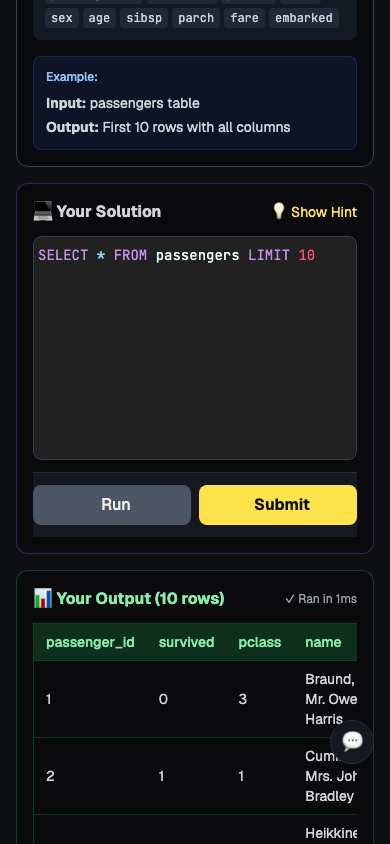 sex age sibsp parch fare embarked
Example:
Input: passengers table
Output: First 10 rows with all columns
Your Solution
Show Hint
SELECT * FROM passengers LIMIT 10
Run Submit
Your Output (10 rows)
✓ Ran in 1ms
passenger_id survived pclass name
Braund,
1 0 3 Mr. Owe
Harris
2 1 1 Mrs. Joh
Bradley
Heikkine